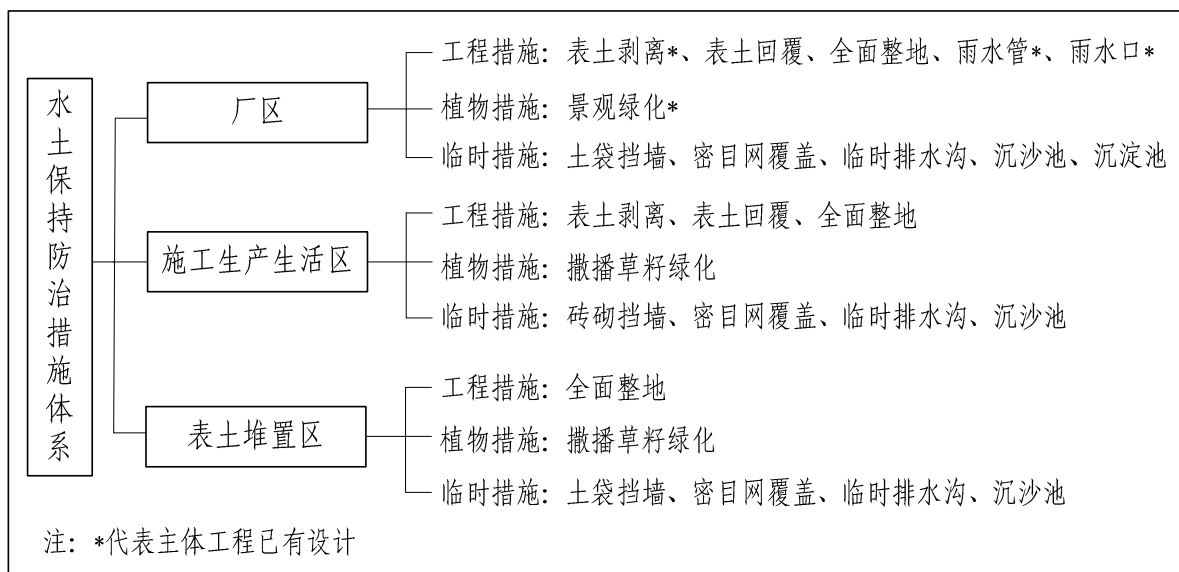 水土保持防治措施体系
厂区
工程措施：表土剥离*、表土回覆、全面整地、雨水管*、雨水口*
植物措施：景观绿化*
临时措施：土袋挡墙、密目网覆盖、临时排水沟、沉沙池、沉淀池
施工生产生活区
工程措施：表土剥离、表土回覆、全面整地
植物措施：撒播草籽绿化
临时措施：砖砌挡墙、密目网覆盖、临时排水沟、沉沙池
表土堆置区
工程措施：全面整地
植物措施：撒播草籽绿化
临时措施：土袋挡墙、密目网覆盖、临时排水沟、沉沙池
注：*代表主体工程已有设计